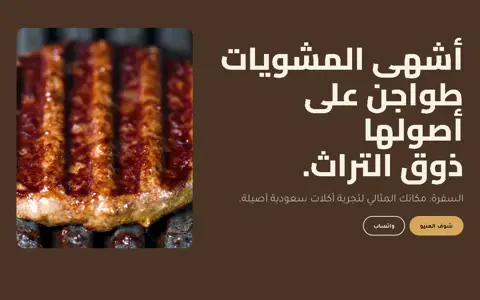 أشهى المشويات
طواجن على
أصولها
ذوق التراث.
السفرة: مكانك المثالي لتجربة أكلات سعودية أصيلة.
شوف المنيو
واتساب